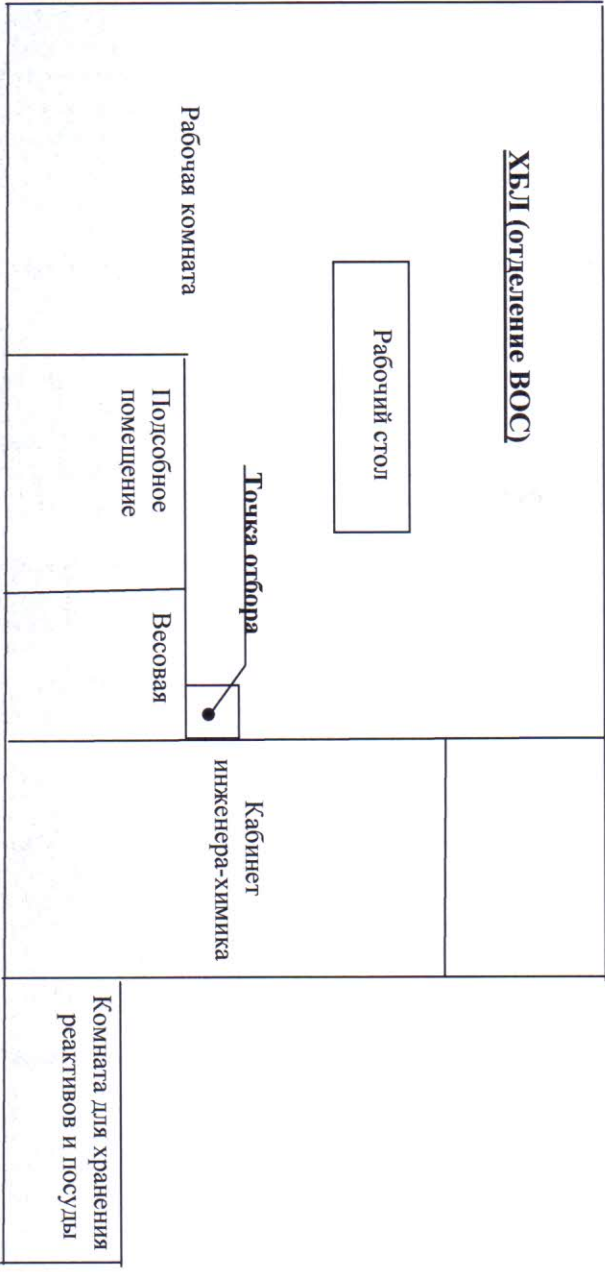 ХБЛ (отделение ВОС)
Рабочий стол
Рабочая комната
Точка отбора
Подсобное
помещение
Весовая
Кабинет
инженера-химика
Комната для хранения
реактивов и посуды